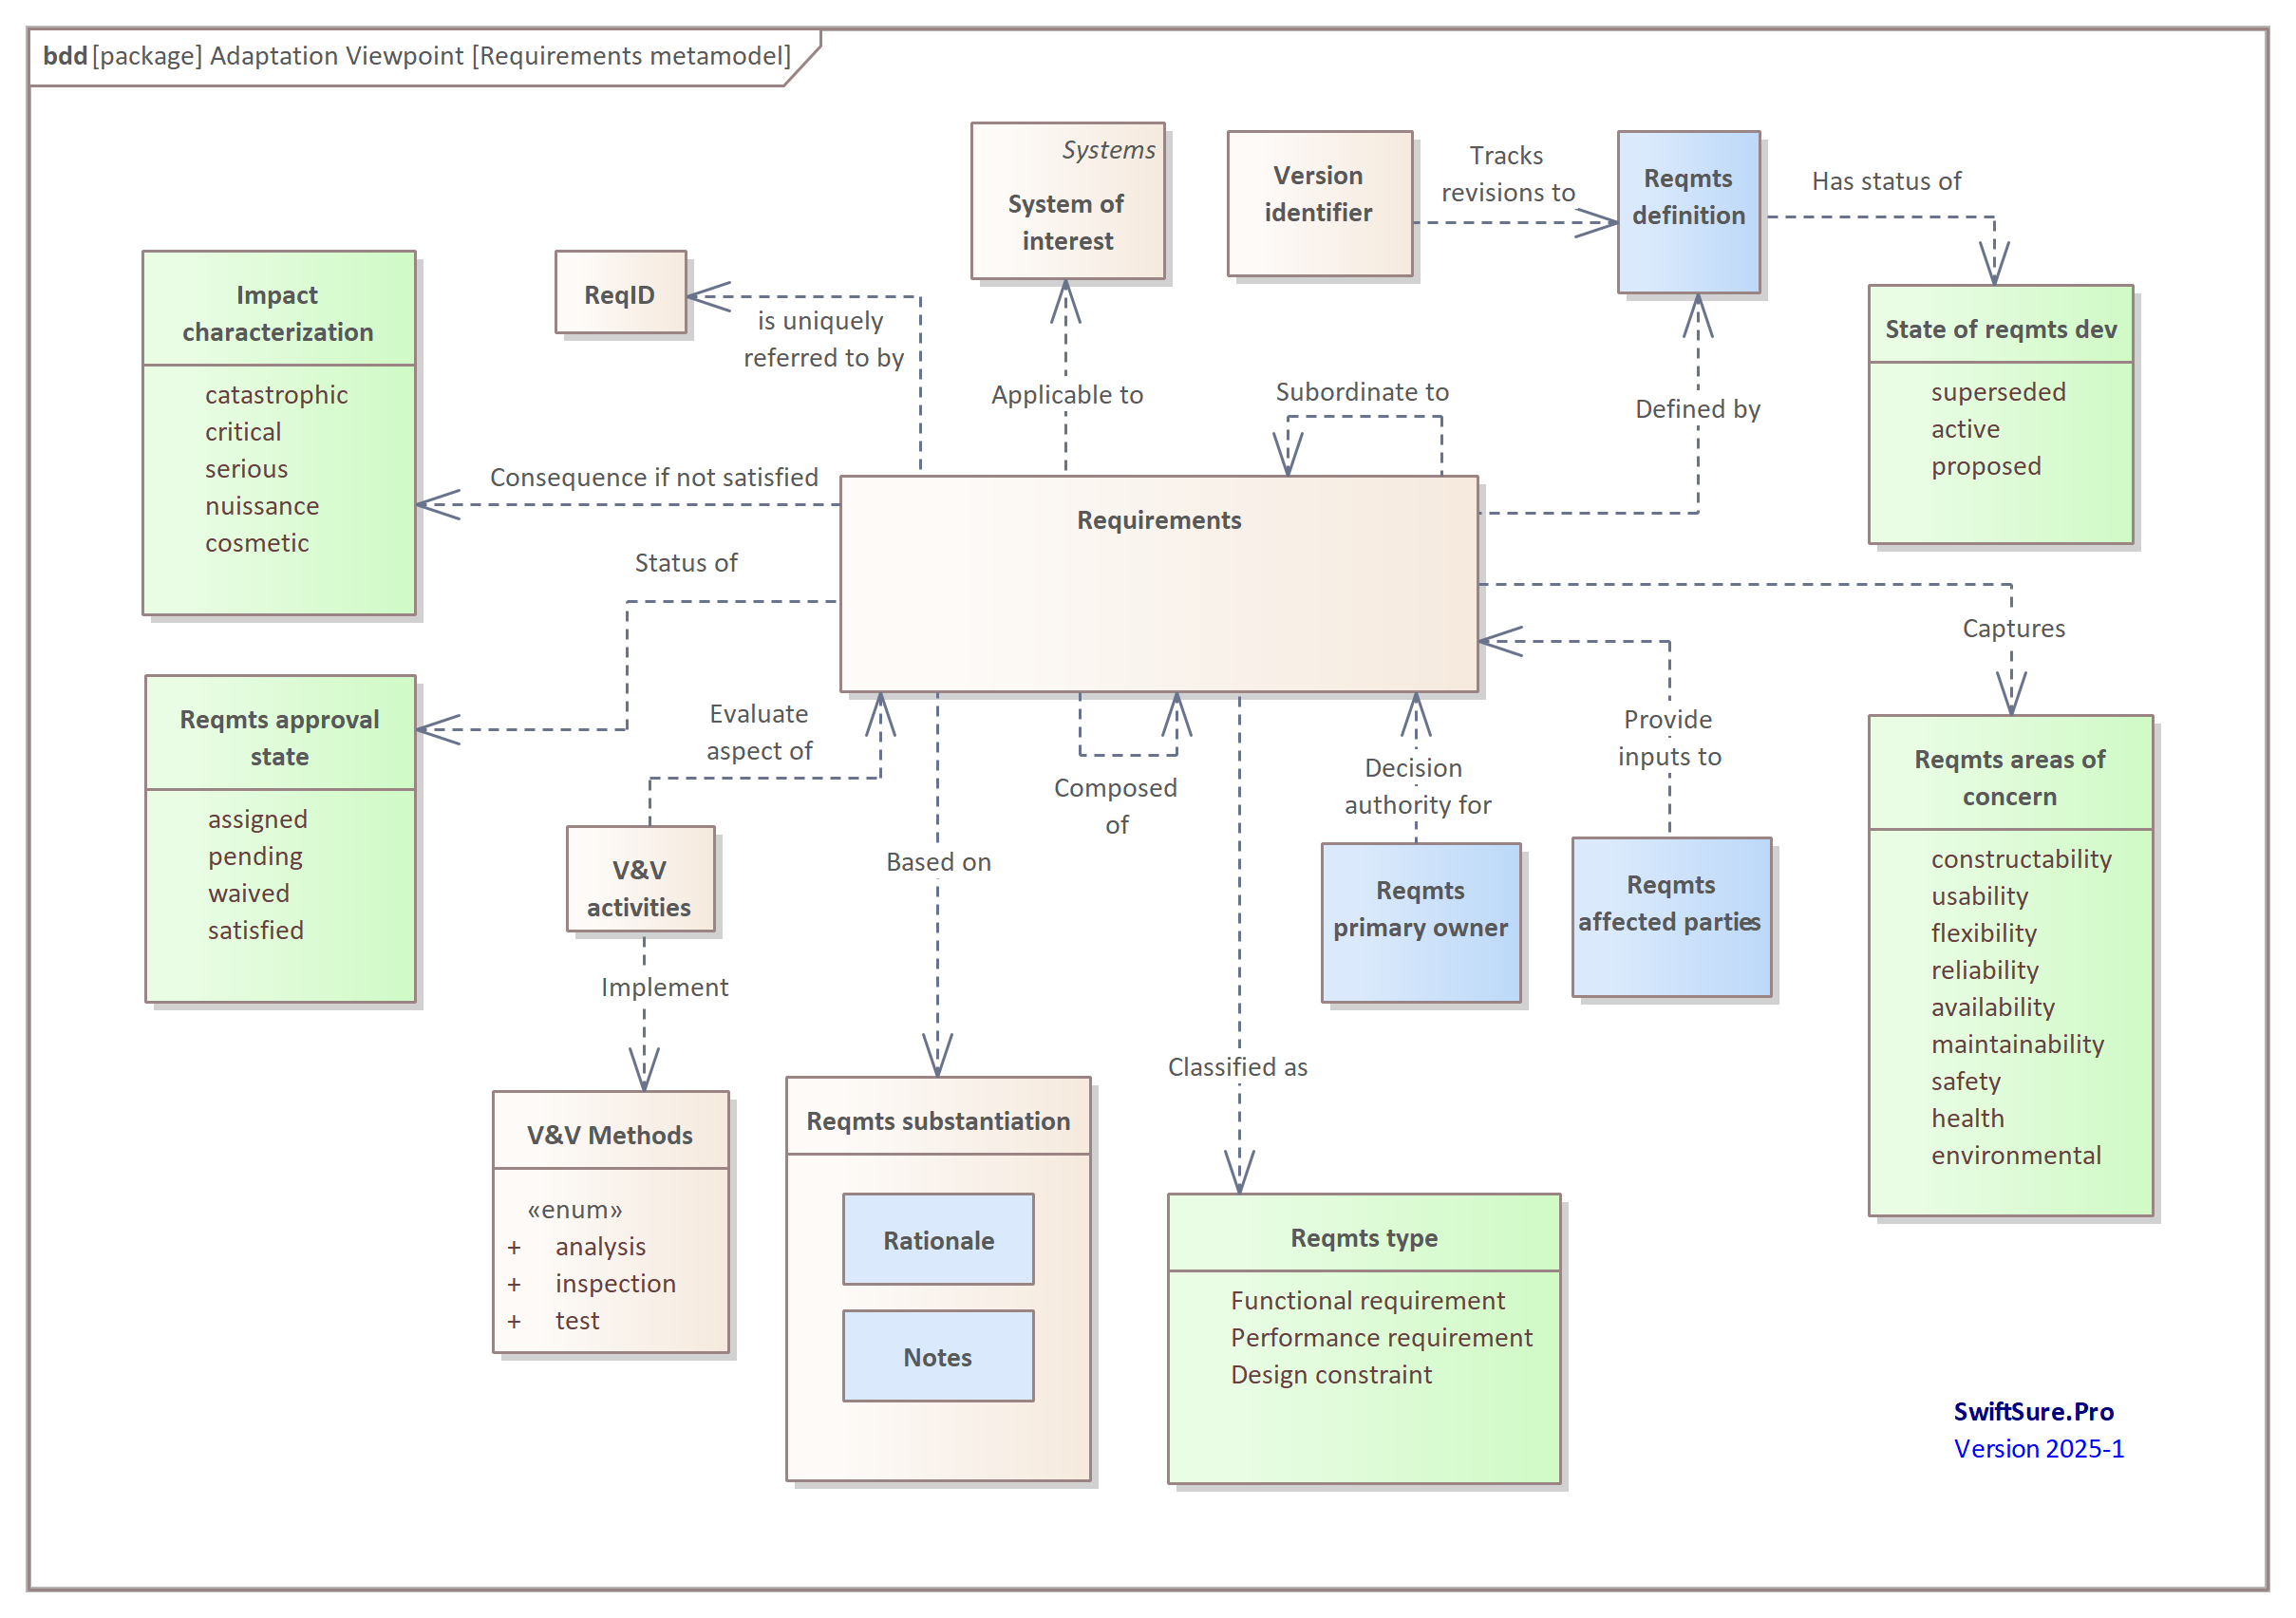 bdd [package] Adaptation Viewpoint [Requirements metamodel]
Systems
System of
interest
Version
identifier
Tracks
revisions to
Reqmts
definition
Has status of
Impact
characterization
catastrophic
critical
serious
nuissance
cosmetic
ReqID
is uniquely
referred to by
Applicable to
Subordinate to
Defined by
State of reqmts dev
superseded
active
proposed
Consequence if not satisfied
Requirements
Status of
Captures
Reqmts approval
state
assigned
pending
waived
satisfied
Evaluate
aspect of
Composed
of
Decision
authority for
Provide
inputs to
Reqmts areas of
concern
constructability
usability
flexibility
reliability
availability
maintainability
safety
health
environmental
V&V
activities
Based on
Reqmts
primary owner
Reqmts
affected parties
Implement
Classified as
V&V Methods
«enum»
+ analysis
+ inspection
+ test
Reqmts substantiation
Rationale
Notes
Reqmts type
Functional requirement
Performance requirement
Design constraint
SwiftSure.Pro
Version 2025-1